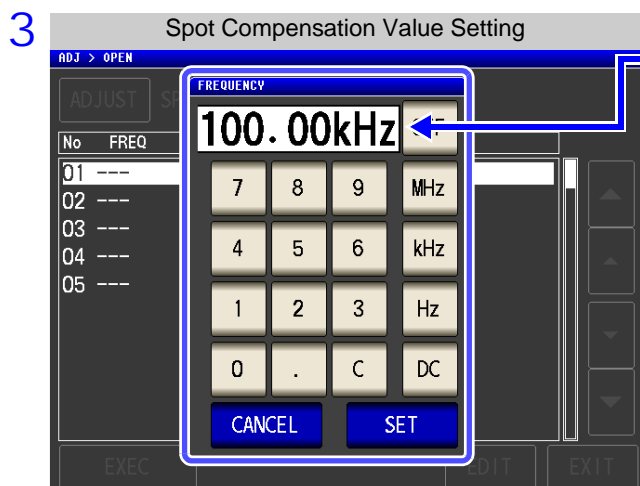 3 Spot Compensation Value Setting
ADJ > OPEN
FREQUENCY
ADJUST
100.00kHz
No FREQ
01 ---
02 ---
03 ---
04 ---
05 ---
7 8 9 MHz
4 5 6 kHz
1 2 3 Hz
0 . C DC
CANCEL SET
EXEC EDIT EXIT